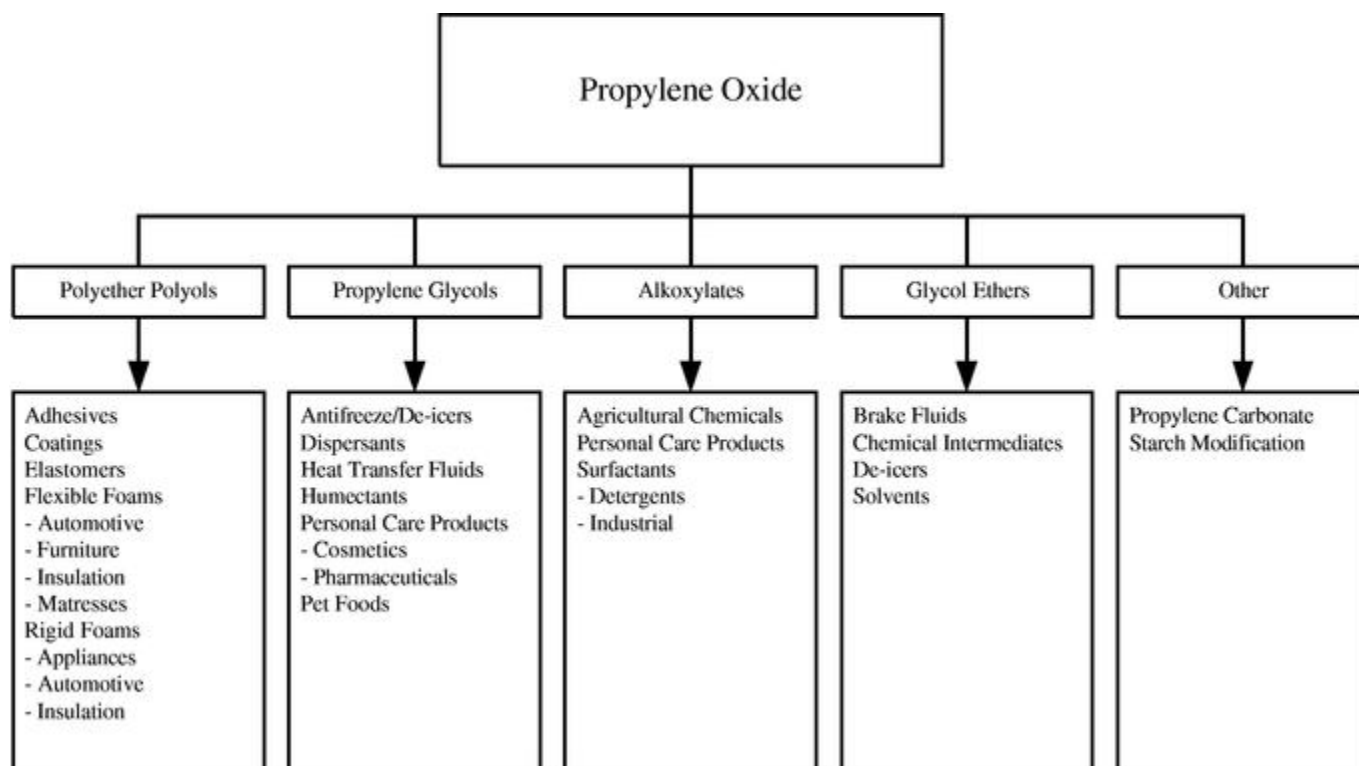 Propylene Oxide
Polyether Polyols
Propylene Glycols
Alkoxylates
Glycol Ethers
Other
Adhesives
Coatings
Elastomers
Flexible Foams
- Automotive
- Furniture
- Insulation
- Matresses
Rigid Foams
- Appliances
- Automotive
- Insulation
Antifreeze/De-icers
Dispersants
Heat Transfer Fluids
Humectants
Personal Care Products
- Cosmetics
- Pharmaceuticals
Pet Foods
Agricultural Chemicals
Personal Care Products
Surfactants
- Detergents
- Industrial
Brake Fluids
Chemical Intermediates
De-icers
Solvents
Propylene Carbonate
Starch Modification